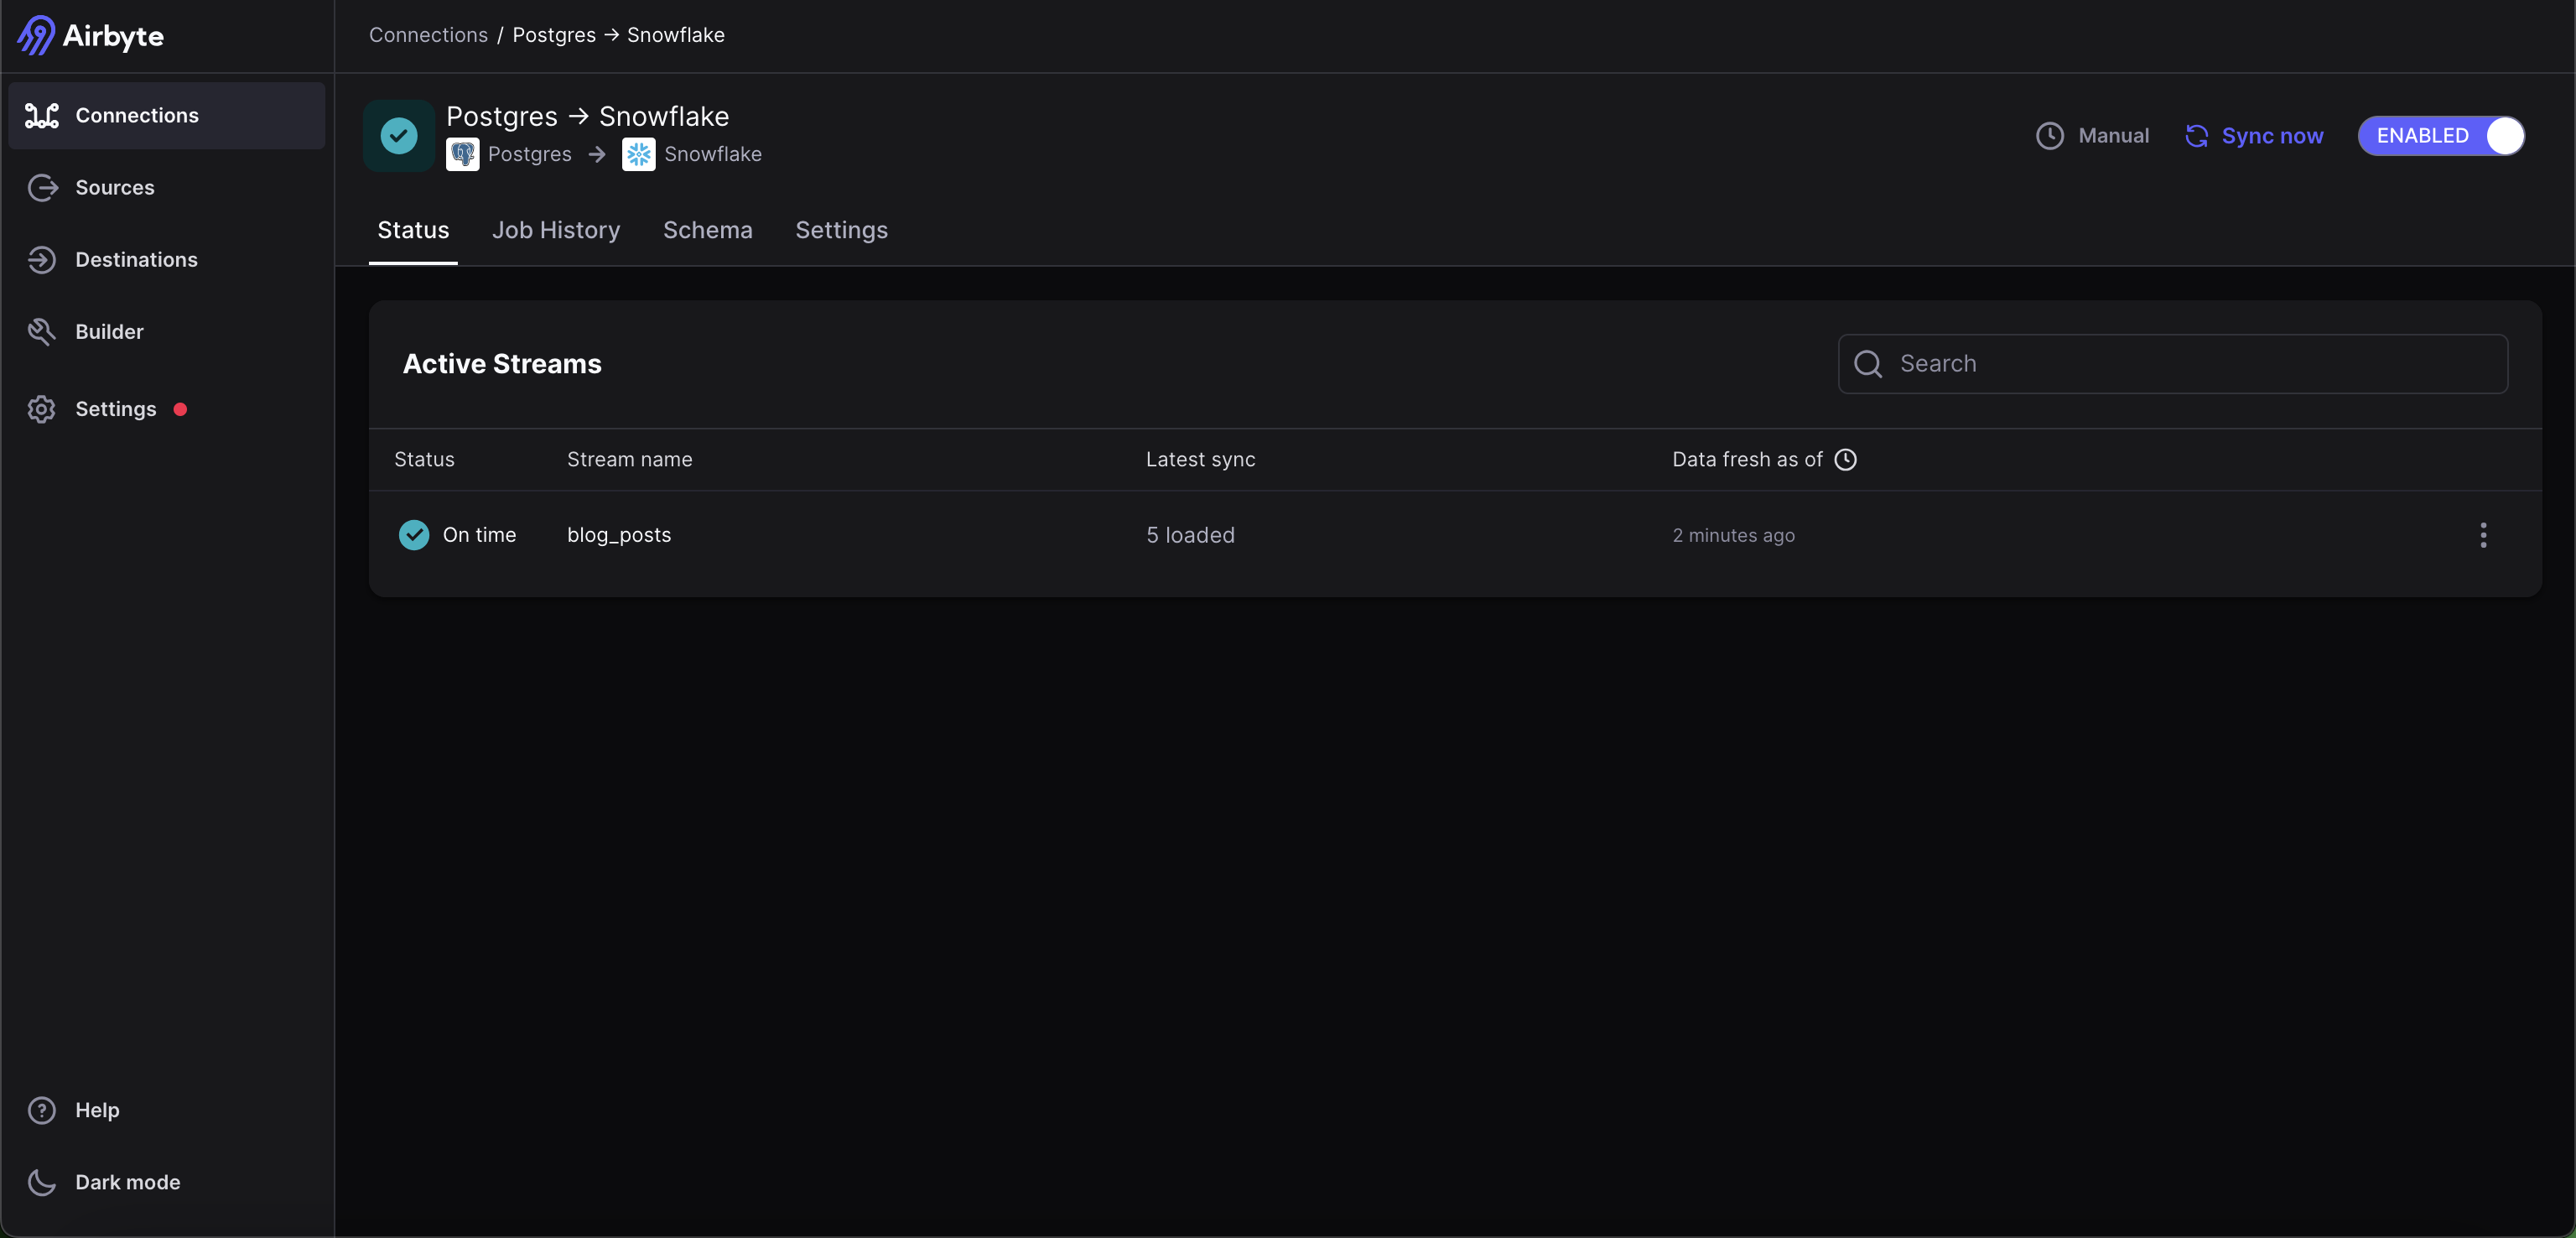 Airbyte
Connections
Sources
Destinations
Builder
Settings
Help
Dark mode
Connections / Postgres → Snowflake
Postgres → Snowflake
Postgres → Snowflake
Manual
Sync now
ENABLED
Status Job History Schema Settings
Active Streams
Search
Status Stream name Latest sync Data fresh as of
On time blog_posts 5 loaded 2 minutes ago